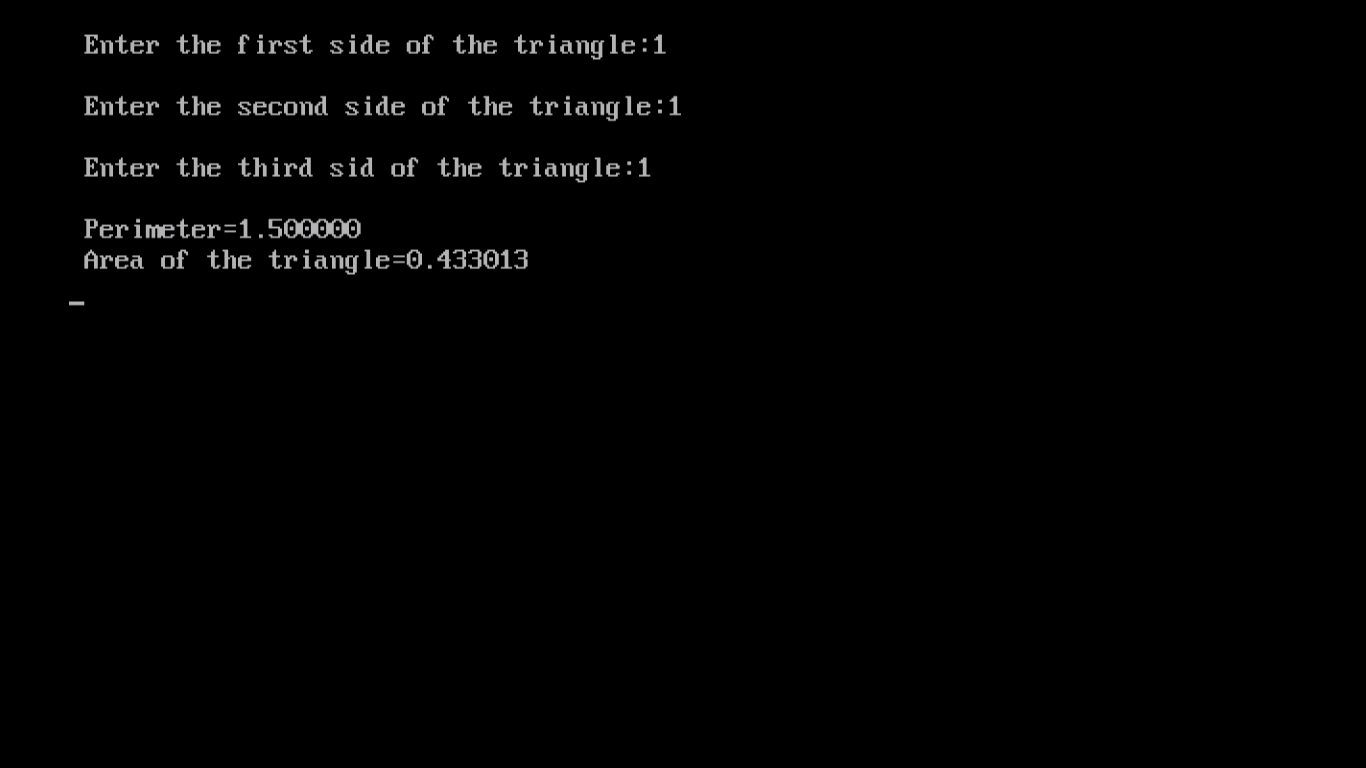 Enter the first side of the triangle:1
Enter the second side of the triangle:1
Enter the third sid of the triangle:1
Perimeter=1.500000
Area of the triangle=0.433013